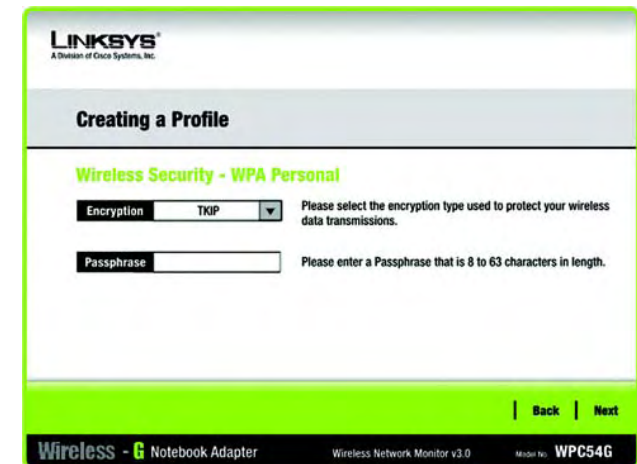 LINKSYS®
A Division of Cisco Systems, Inc.
Creating a Profile
Wireless Security - WPA Personal
Encryption TKIP Please select the encryption type used to protect your wireless
data transmissions.
Passphrase Please enter a Passphrase that is 8 to 63 characters in length.
Back Next
Wireless - G Notebook Adapter Wireless Network Monitor v3.0 Model No. WPC54G